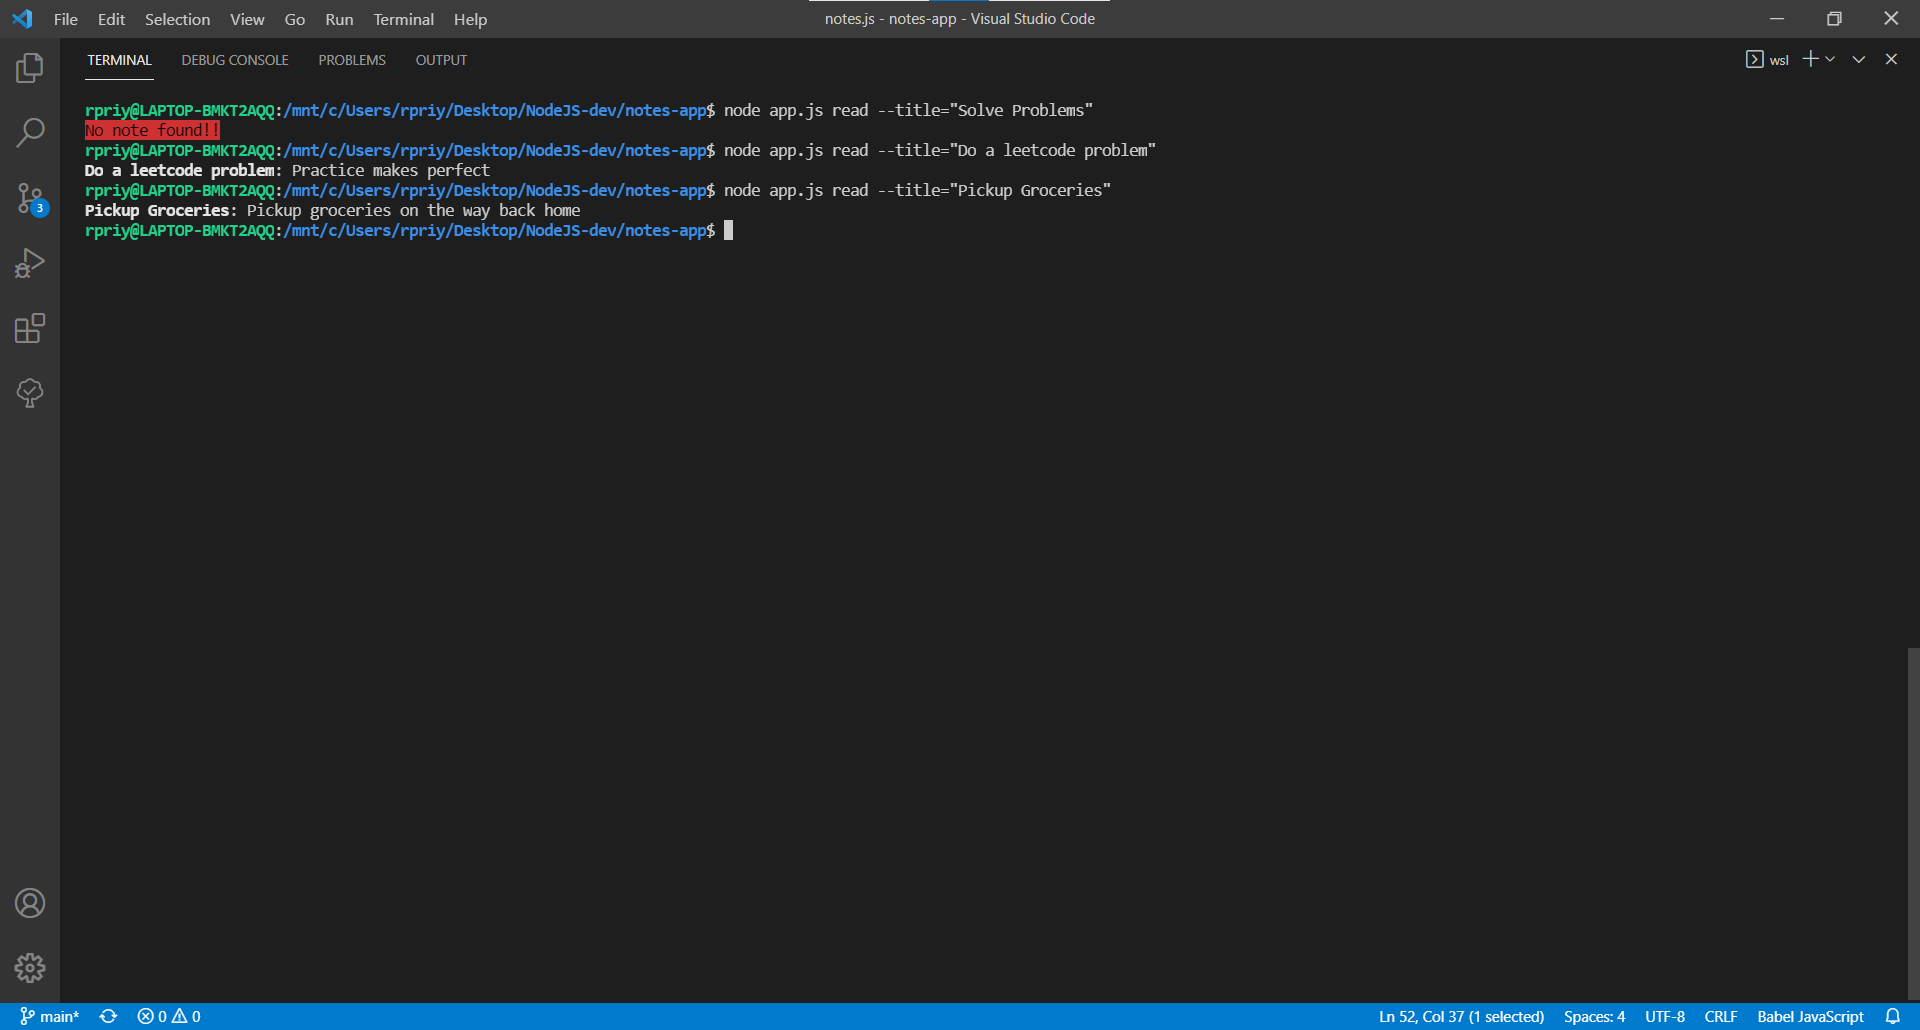 File Edit Selection View Go Run Terminal Help notes.js - notes-app - Visual Studio Code
TERMINAL DEBUG CONSOLE PROBLEMS OUTPUT wsl
rpriy@LAPTOP-BMKT2AQQ:/mnt/c/Users/rpriy/Desktop/NodeJS-dev/notes-app$ node app.js read --title="Solve Problems"
No note found!!
rpriy@LAPTOP-BMKT2AQQ:/mnt/c/Users/rpriy/Desktop/NodeJS-dev/notes-app$ node app.js read --title="Do a leetcode problem"
Do a leetcode problem: Practice makes perfect
rpriy@LAPTOP-BMKT2AQQ:/mnt/c/Users/rpriy/Desktop/NodeJS-dev/notes-app$ node app.js read --title="Pickup Groceries"
Pickup Groceries: Pickup groceries on the way back home
rpriy@LAPTOP-BMKT2AQQ:/mnt/c/Users/rpriy/Desktop/NodeJS-dev/notes-app$
3
main* 0 0 Ln 52, Col 37 (1 selected) Spaces: 4 UTF-8 CRLF Babel JavaScript